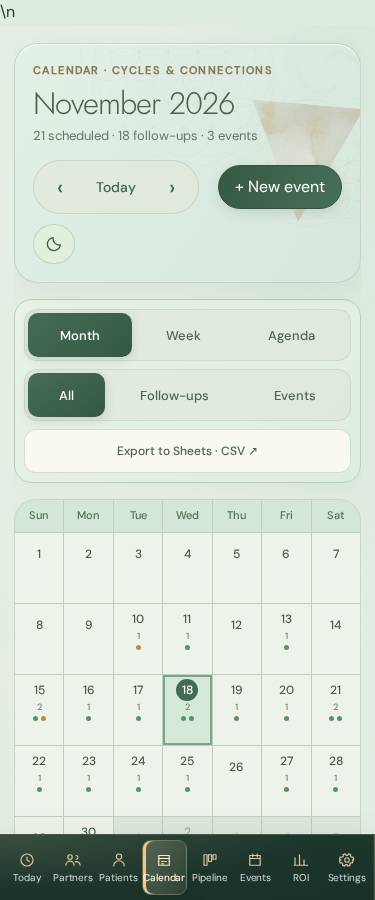 \n
CALENDAR · CYCLES & CONNECTIONS
November 2026
21 scheduled · 18 follow-ups · 3 events
‹ Today ›
+ New event
Month Week Agenda
All Follow-ups Events
Export to Sheets · CSV ↗
Sun Mon Tue Wed Thu Fri Sat
1 2 3 4 5 6 7
8 9 10 11 12 13 14
1 1 1
15 16 17 18 19 20 21
2 1 1 2 1 1 2
22 23 24 25 26 27 28
1 1 1 1 1 1
30
2
Today Partners Patients Calendar Pipeline Events ROI Settings